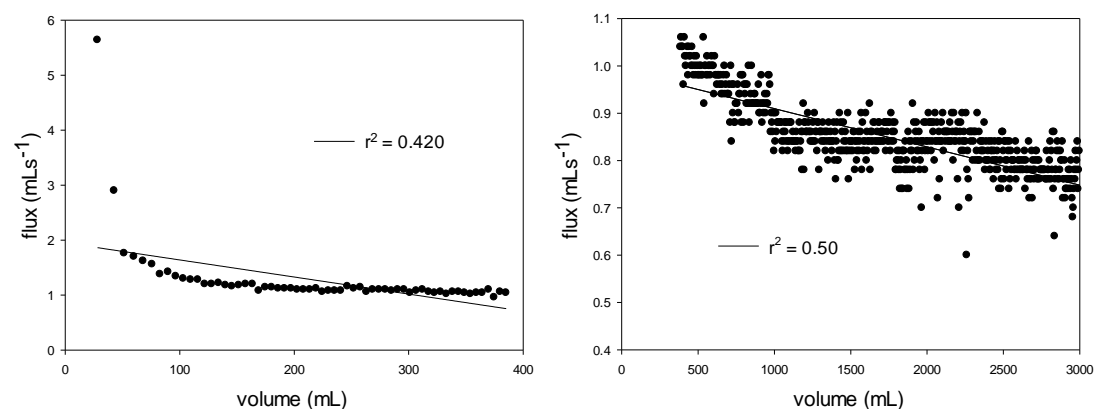 6
5
4
3
2
1
0
flux (mLs⁻¹)
r² = 0.420
0 100 200 300 400
volume (mL)
1.1
1.0
0.9
0.8
0.7
0.6
0.5
0.4
flux (mLs⁻¹)
r² = 0.50
0 500 1000 1500 2000 2500 3000
volume (mL)